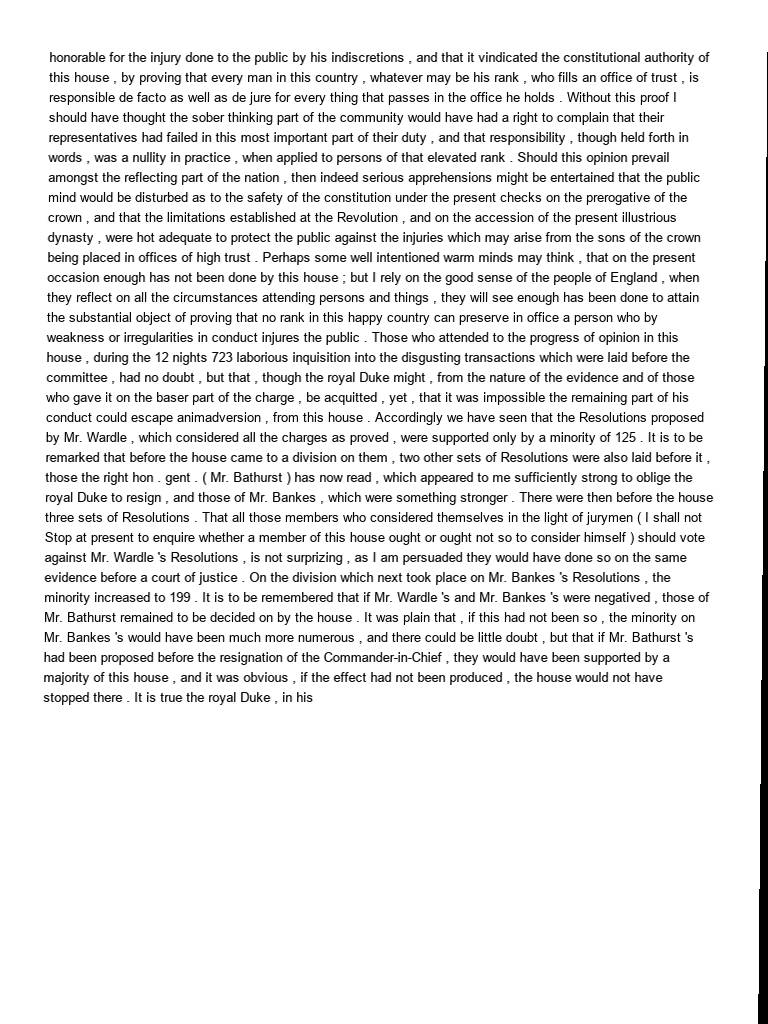 honorable for the injury done to the public by his indiscretions , and that it vindicated the constitutional authority of
this house , by proving that every man in this country , whatever may be his rank , who fills an office of trust , is
responsible de facto as well as de jure for every thing that passes in the office he holds . Without this proof I
should have thought the sober thinking part of the community would have had a right to complain that their
representatives had failed in this most important part of their duty , and that responsibility , though held forth in
words , was a nullity in practice , when applied to persons of that elevated rank . Should this opinion prevail
amongst the reflecting part of the nation , then indeed serious apprehensions might be entertained that the public
mind would be disturbed as to the safety of the constitution under the present checks on the prerogative of the
crown , and that the limitations established at the Revolution , and on the accession of the present illustrious
dynasty , were hot adequate to protect the public against the injuries which may arise from the sons of the crown
being placed in offices of high trust . Perhaps some well intentioned warm minds may think , that on the present
occasion enough has not been done by this house ; but I rely on the good sense of the people of England , when
they reflect on all the circumstances attending persons and things , they will see enough has been done to attain
the substantial object of proving that no rank in this happy country can preserve in office a person who by
weakness or irregularities in conduct injures the public . Those who attended to the progress of opinion in this
house , during the 12 nights 723 laborious inquisition into the disgusting transactions which were laid before the
committee , had no doubt , but that , though the royal Duke might , from the nature of the evidence and of those
who gave it on the baser part of the charge , be acquitted , yet , that it was impossible the remaining part of his
conduct could escape animadversion , from this house . Accordingly we have seen that the Resolutions proposed
by Mr. Wardle , which considered all the charges as proved , were supported only by a minority of 125 . It is to be
remarked that before the house came to a division on them , two other sets of Resolutions were also laid before it ,
those the right hon . gent . ( Mr. Bathurst ) has now read , which appeared to me sufficiently strong to oblige the
royal Duke to resign , and those of Mr. Bankes , which were something stronger . There were then before the house
three sets of Resolutions . That all those members who considered themselves in the light of jurymen ( I shall not
Stop at present to enquire whether a member of this house ought or ought not so to consider himself ) should vote
against Mr. Wardle 's Resolutions , is not surprizing , as I am persuaded they would have done so on the same
evidence before a court of justice . On the division which next took place on Mr. Bankes 's Resolutions , the
minority increased to 199 . It is to be remembered that if Mr. Wardle 's and Mr. Bankes 's were negatived , those of
Mr. Bathurst remained to be decided on by the house . It was plain that , if this had not been so , the minority on
Mr. Bankes 's would have been much more numerous , and there could be little doubt , but that if Mr. Bathurst 's
had been proposed before the resignation of the Commander-in-Chief , they would have been supported by a
majority of this house , and it was obvious , if the effect had not been produced , the house would not have
stopped there . It is true the royal Duke , in his